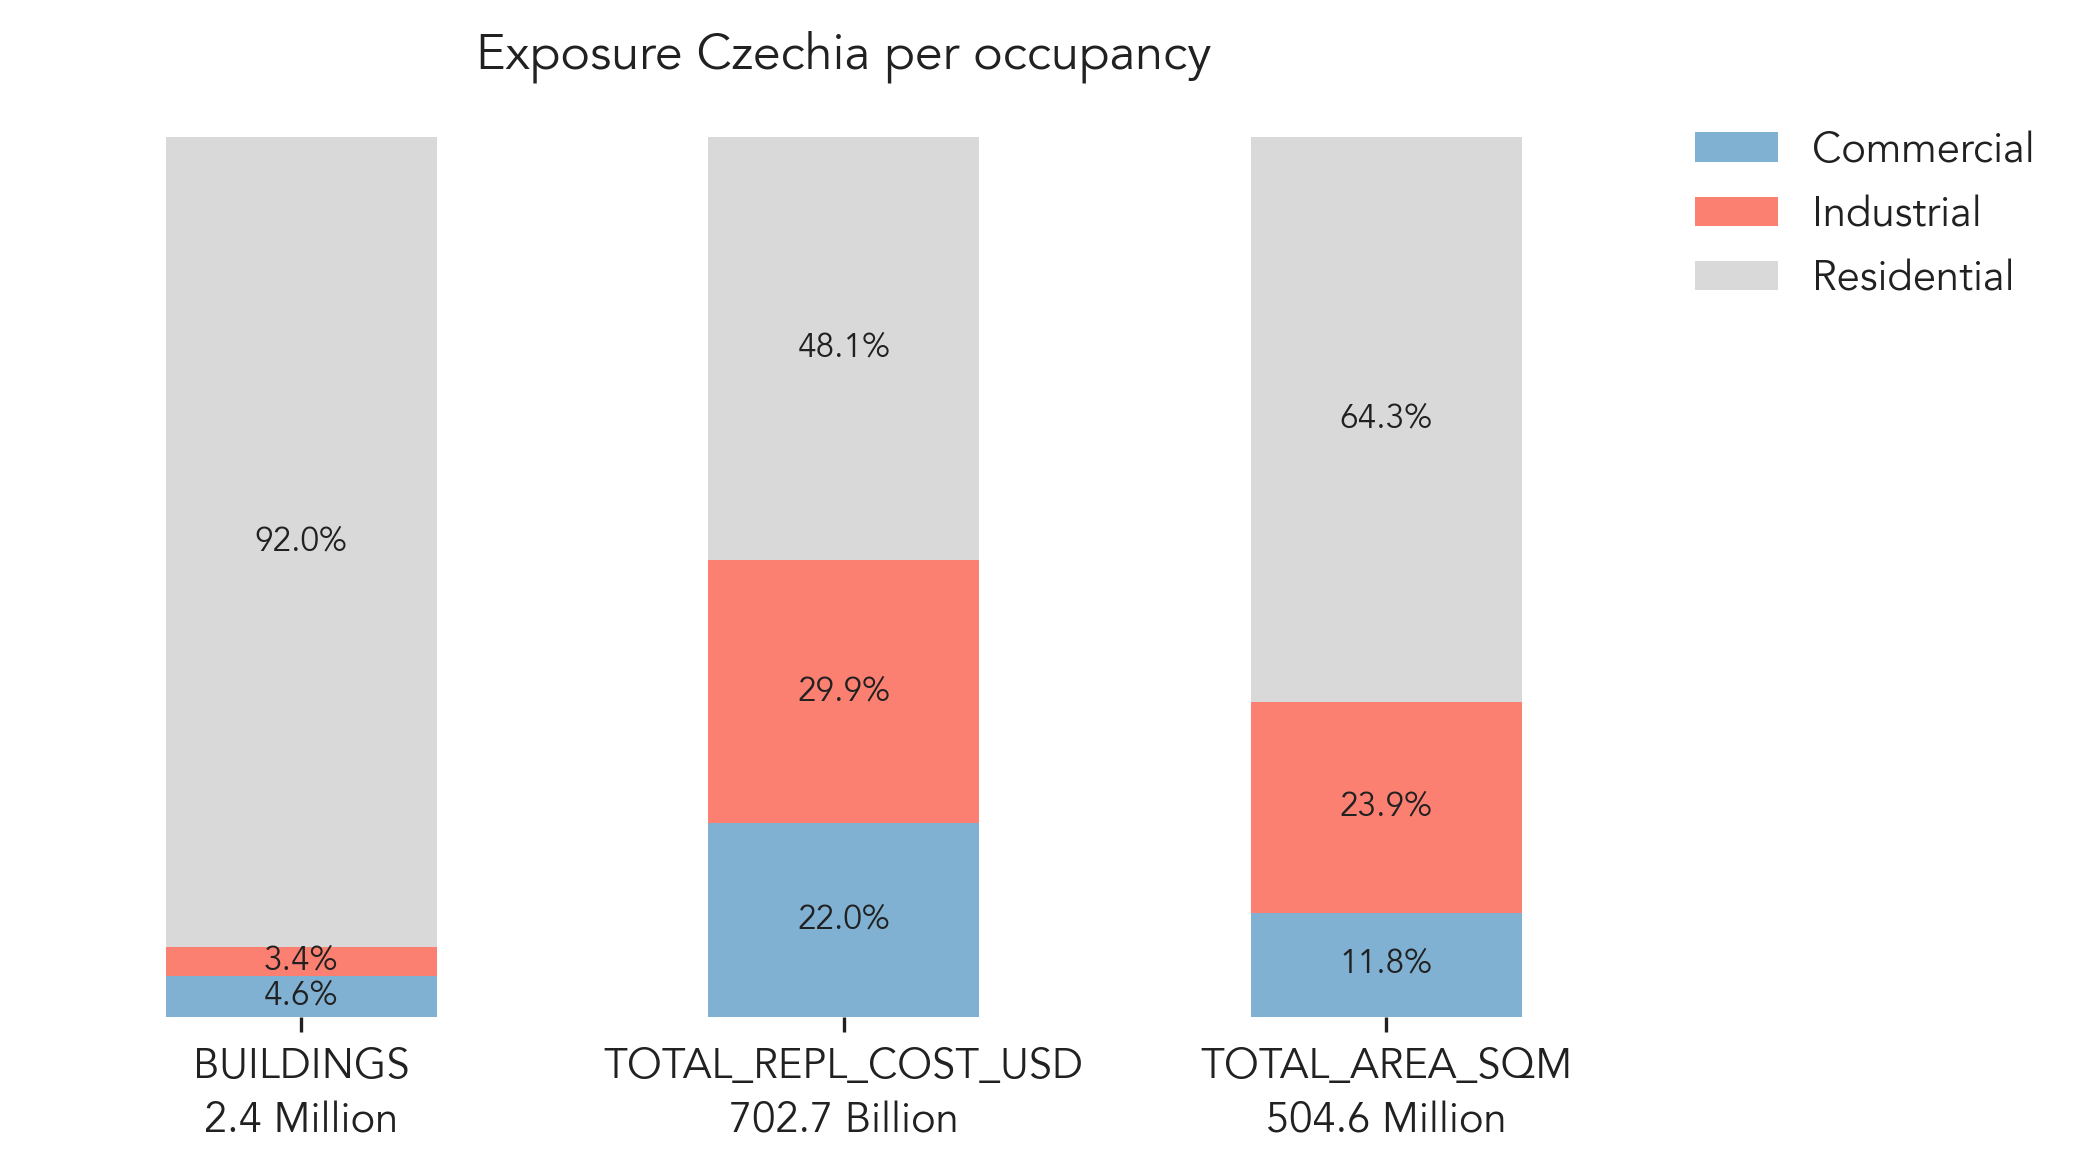 Exposure Czechia per occupancy
Commercial
Industrial
Residential
92.0%
3.4%
4.6%
48.1%
29.9%
22.0%
64.3%
23.9%
11.8%
BUILDINGS
2.4 Million
TOTAL_REPL_COST_USD
702.7 Billion
TOTAL_AREA_SQM
504.6 Million